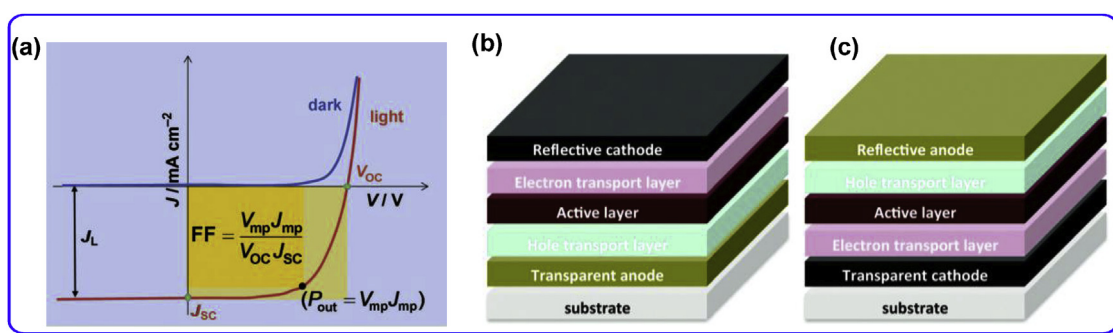 (a)
J / mA cm⁻²
dark
light
V_OC
V / V
J_L
FF = V_mp J_mp / V_OC J_SC
(P_out = V_mp J_mp)
J_SC
(b)
Reflective cathode
Electron transport layer
Active layer
Hole transport layer
Transparent anode
substrate
(c)
Reflective anode
Hole transport layer
Active layer
Electron transport layer
Transparent cathode
substrate